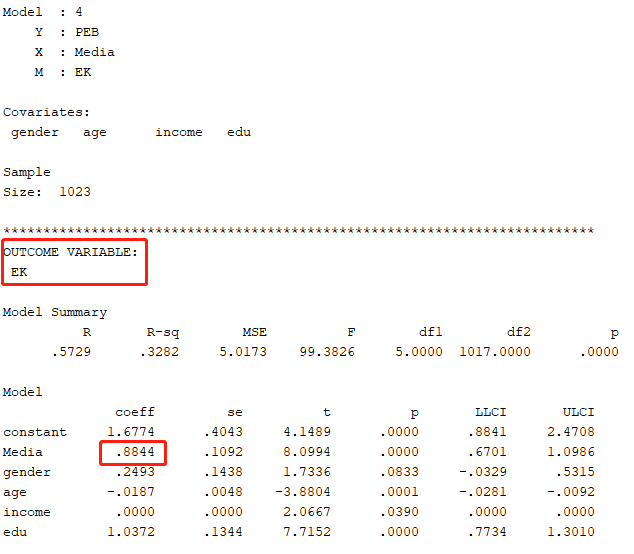 Model : 4
Y : PEB
X : Media
M : EK
Covariates:
gender age income edu
Sample
Size: 1023
**************************************************************************
OUTCOME VARIABLE:
EK
Model Summary
R R-sq MSE F df1 df2 p
.5729 .3282 5.0173 99.3826 5.0000 1017.0000 .0000
Model
coeff se t p LLCI ULCI
constant 1.6774 .4043 4.1489 .0000 .8841 2.4708
Media .8844 .1092 8.0994 .0000 .6701 1.0986
gender .2493 .1438 1.7336 .0833 -.0329 .5315
age -.0187 .0048 -3.8804 .0001 -.0281 -.0092
income .0000 .0000 2.0667 .0390 .0000 .0000
edu 1.0372 .1344 7.7152 .0000 .7734 1.3010